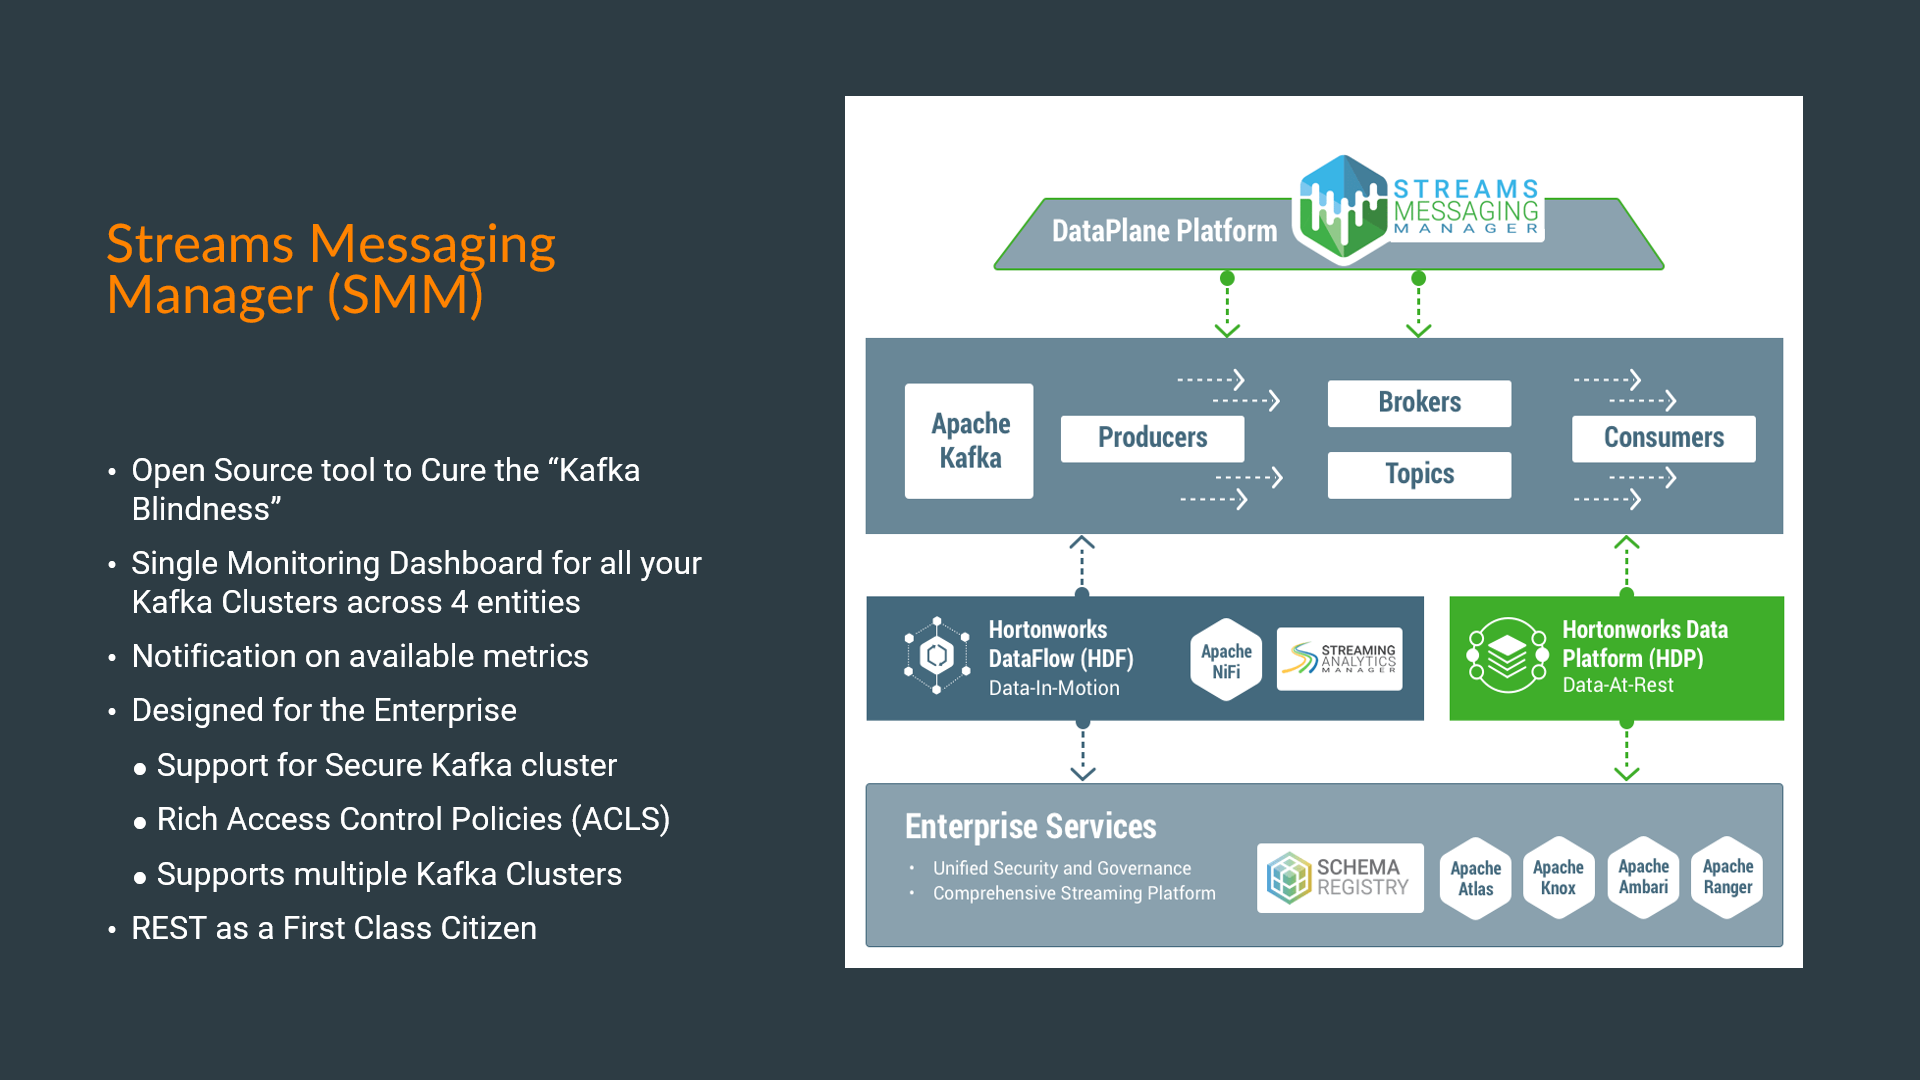 Streams Messaging
Manager (SMM)
• Open Source tool to Cure the “Kafka
Blindness”
• Single Monitoring Dashboard for all your
Kafka Clusters across 4 entities
• Notification on available metrics
• Designed for the Enterprise
● Support for Secure Kafka cluster
● Rich Access Control Policies (ACLS)
● Supports multiple Kafka Clusters
• REST as a First Class Citizen
DataPlane Platform
STREAMS
MESSAGING
MANAGER
Apache
Kafka
Producers
Brokers
Topics
Consumers
Hortonworks
DataFlow (HDF)
Data-In-Motion
Apache
NiFi
STREAMING
ANALYTICS
MANAGER
Hortonworks Data
Platform (HDP)
Data-At-Rest
Enterprise Services
• Unified Security and Governance
• Comprehensive Streaming Platform
SCHEMA
REGISTRY
Apache
Atlas
Apache
Knox
Apache
Ambari
Apache
Ranger